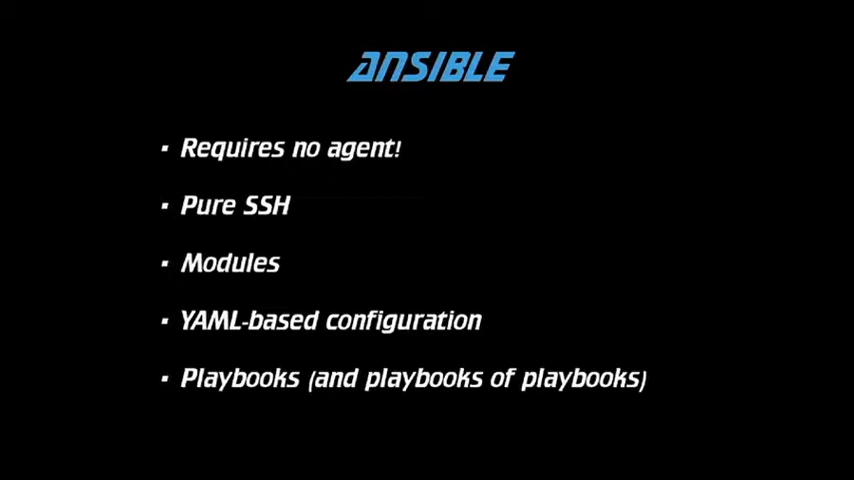 ANSIBLE
▪ Requires no agent!
▪ Pure SSH
▪ Modules
▪ YAML-based configuration
▪ Playbooks (and playbooks of playbooks)